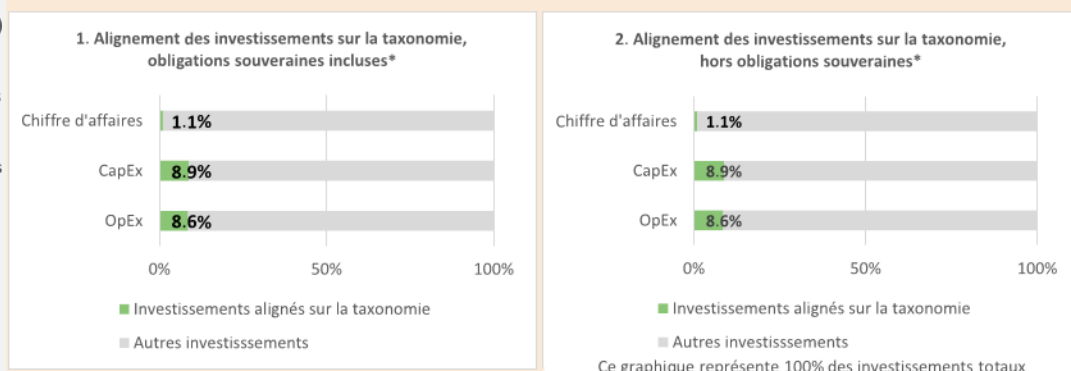 1. Alignement des investissements sur la taxonomie,
obligations souveraines incluses*
Chiffre d'affaires
1.1%
CapEx
8.9%
OpEx
8.6%
0%
50%
100%
Investissements alignés sur la taxonomie
Autres investisssements
2. Alignement des investissements sur la taxonomie,
hors obligations souveraines*
Chiffre d'affaires
1.1%
CapEx
8.9%
OpEx
8.6%
0%
50%
100%
Investissements alignés sur la taxonomie
Autres investisssements
Ce graphique représente 100% des investissements totaux